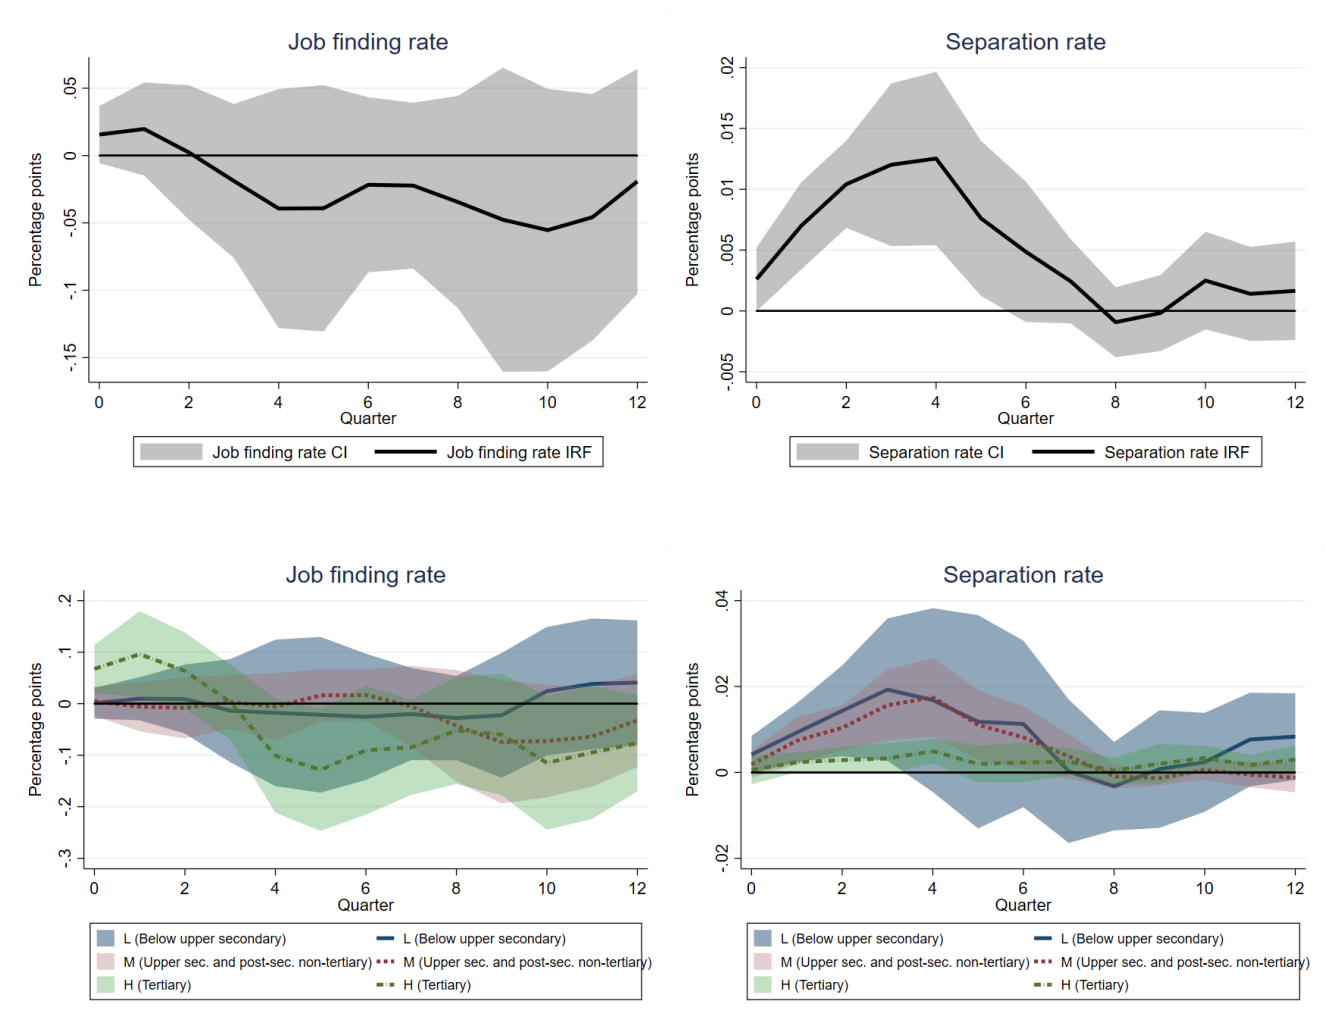 Job finding rate
Percentage points
.05
0
-.05
-.1
-.15
0 2 4 6 8 10 12
Quarter
Job finding rate CI Job finding rate IRF
Separation rate
Percentage points
.02
.015
.01
.005
0
-.005
0 2 4 6 8 10 12
Quarter
Separation rate CI Separation rate IRF
Job finding rate
Percentage points
.2
.1
0
-.1
-.2
-.3
0 2 4 6 8 10 12
Quarter
L (Below upper secondary) L (Below upper secondary)
M (Upper sec. and post-sec. non-tertiary) M (Upper sec. and post-sec. non-tertiary)
H (Tertiary) H (Tertiary)
Separation rate
Percentage points
.04
.02
0
-.02
0 2 4 6 8 10 12
Quarter
L (Below upper secondary) L (Below upper secondary)
M (Upper sec. and post-sec. non-tertiary) M (Upper sec. and post-sec. non-tertiary)
H (Tertiary) H (Tertiary)